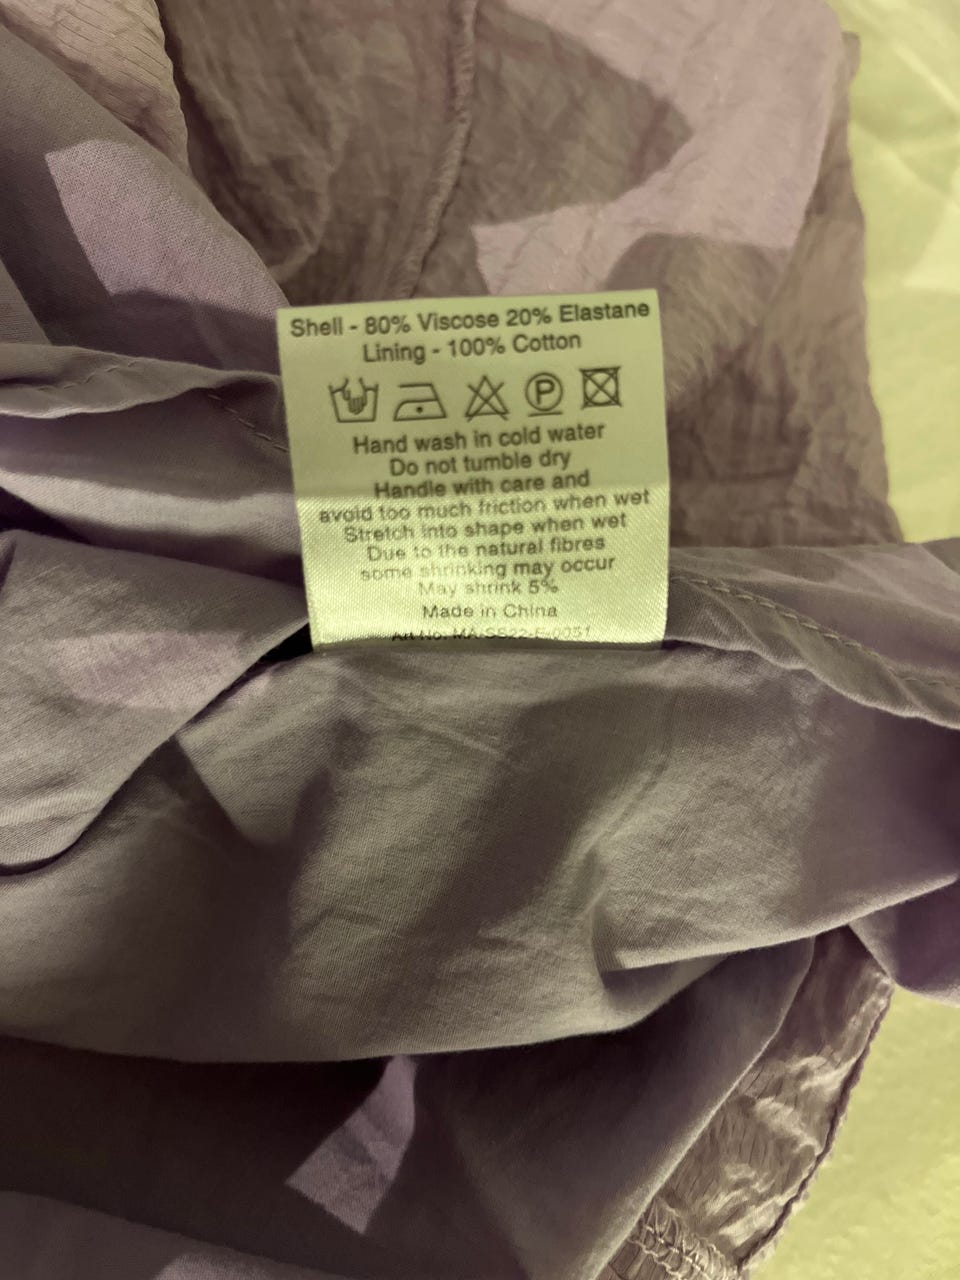 Shell - 80% Viscose 20% Elastane
Lining - 100% Cotton
P
Hand wash in cold water
Do not tumble dry
Handle with care and
avoid too much friction when wet
Stretch into shape when wet
Due to the natural fibres
some shrinking may occur
May shrink 5%
Made in China
Art No.